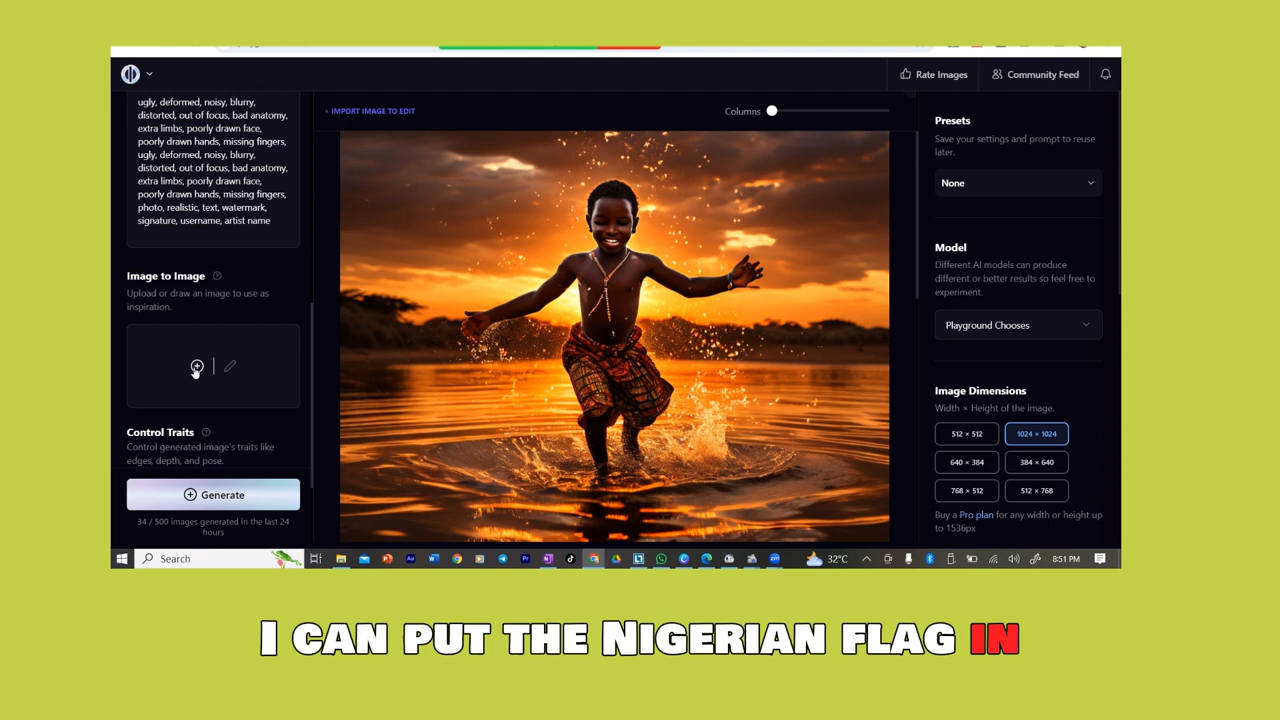 Rate Images
Community Feed
ugly, deformed, noisy, blurry,
distorted, out of focus, bad anatomy,
extra limbs, poorly drawn face,
poorly drawn hands, missing fingers,
ugly, deformed, noisy, blurry,
distorted, out of focus, bad anatomy,
extra limbs, poorly drawn face,
poorly drawn hands, missing fingers,
photo, realistic, text, watermark,
signature, username, artist name
Image to Image
Upload or draw an image to use as
inspiration.
Control Traits
Control generated image's traits like
edges, depth, and pose.
Generate
34 / 500 images generated in the last 24
hours
+ IMPORT IMAGE TO EDIT
Columns
Presets
Save your settings and prompt to reuse
later.
None
Model
Different AI models can produce
different or better results so feel free to
experiment.
Playground Chooses
Image Dimensions
Width × Height of the image.
512 × 512
1024 × 1024
640 × 384
384 × 640
768 × 512
512 × 768
Buy a Pro plan for any width or height up
to 1536px
Search
32°C
8:51 PM
I CAN PUT THE NIGERIAN FLAG IN